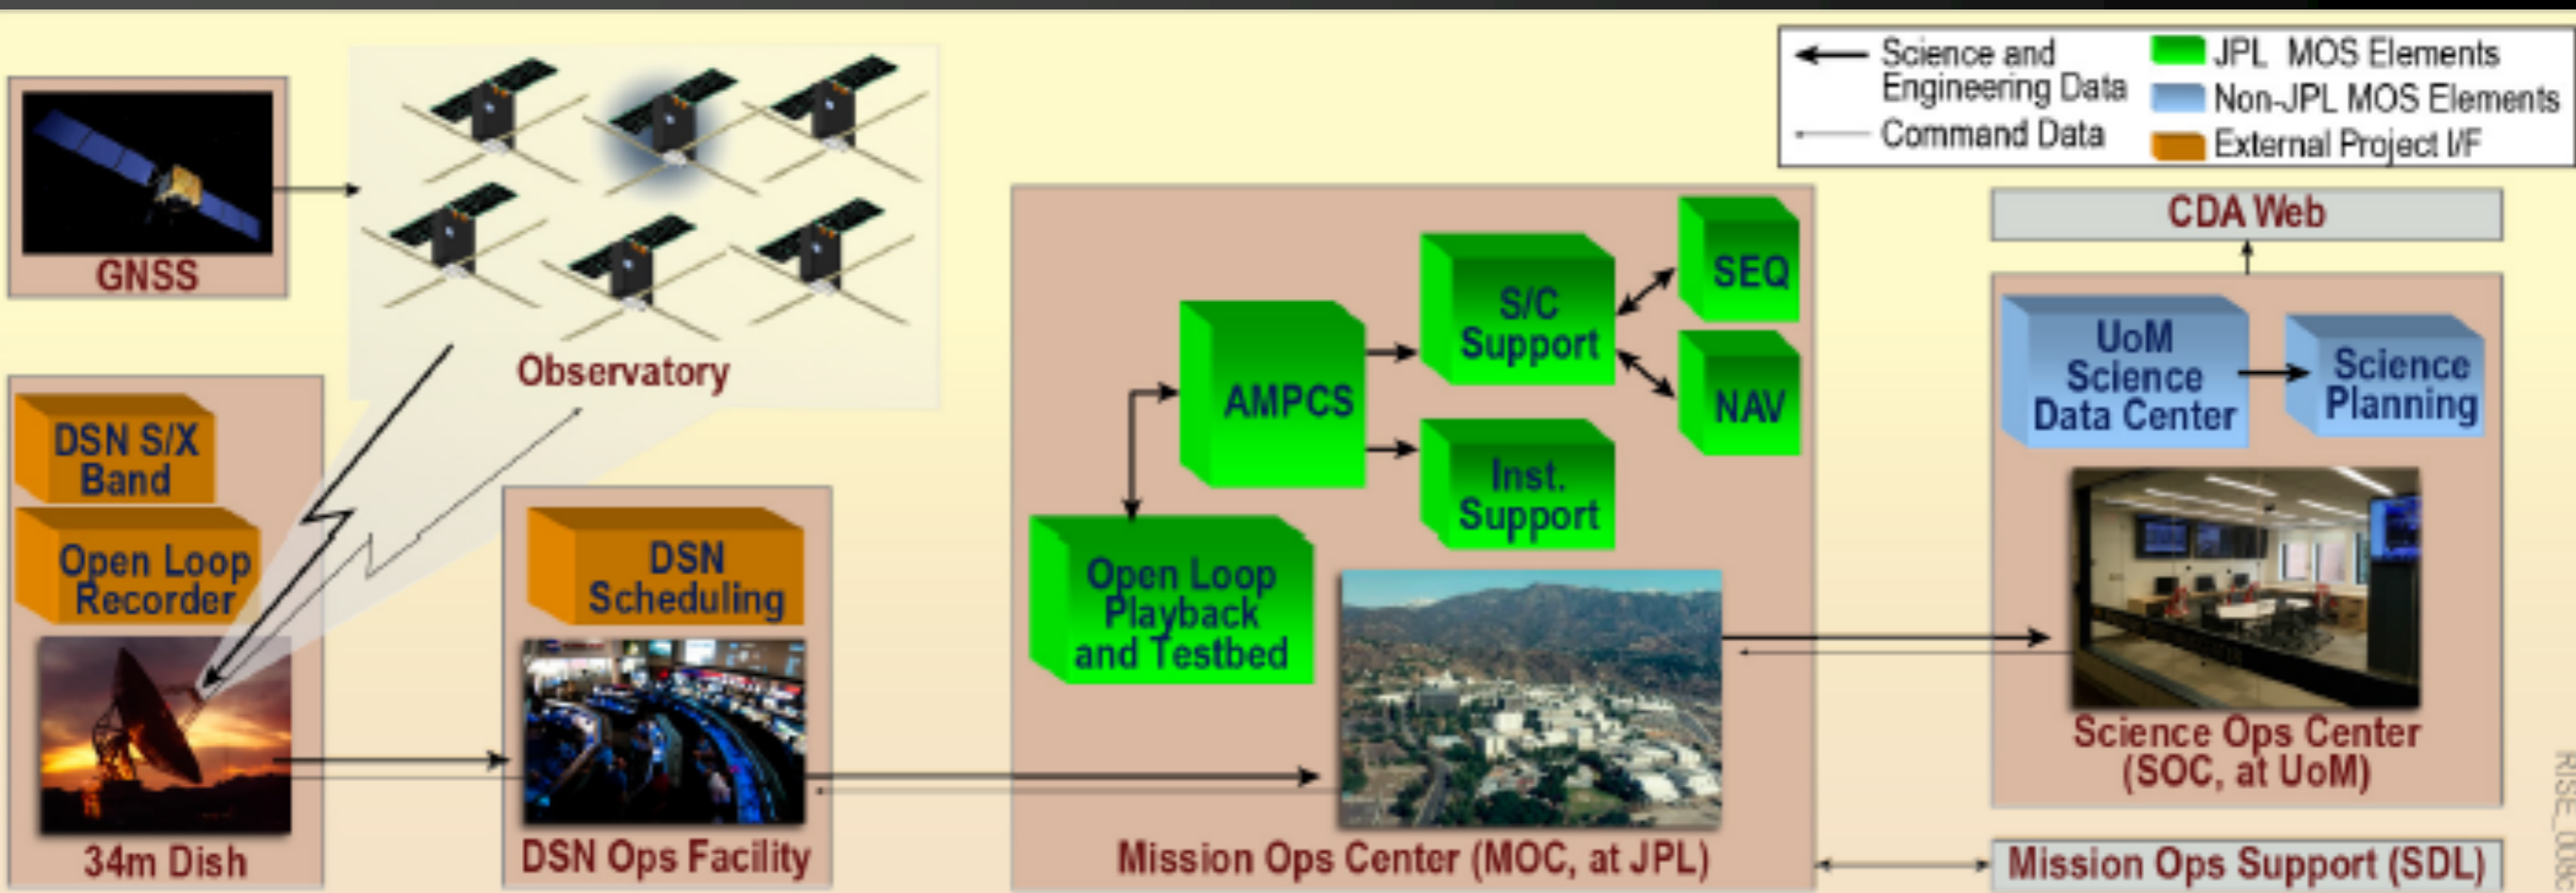 Science and
Engineering Data
Command Data
JPL MOS Elements
Non-JPL MOS Elements
External Project I/F
GNSS
Observatory
DSN S/X
Band
Open Loop
Recorder
34m Dish
DSN
Scheduling
DSN Ops Facility
AMPCS
S/C
Support
SEQ
NAV
Inst.
Support
Open Loop
Playback
and Testbed
Mission Ops Center (MOC, at JPL)
CDA Web
UoM
Science
Data Center
Science
Planning
Science Ops Center
(SOC, at UoM)
Mission Ops Support (SDL)